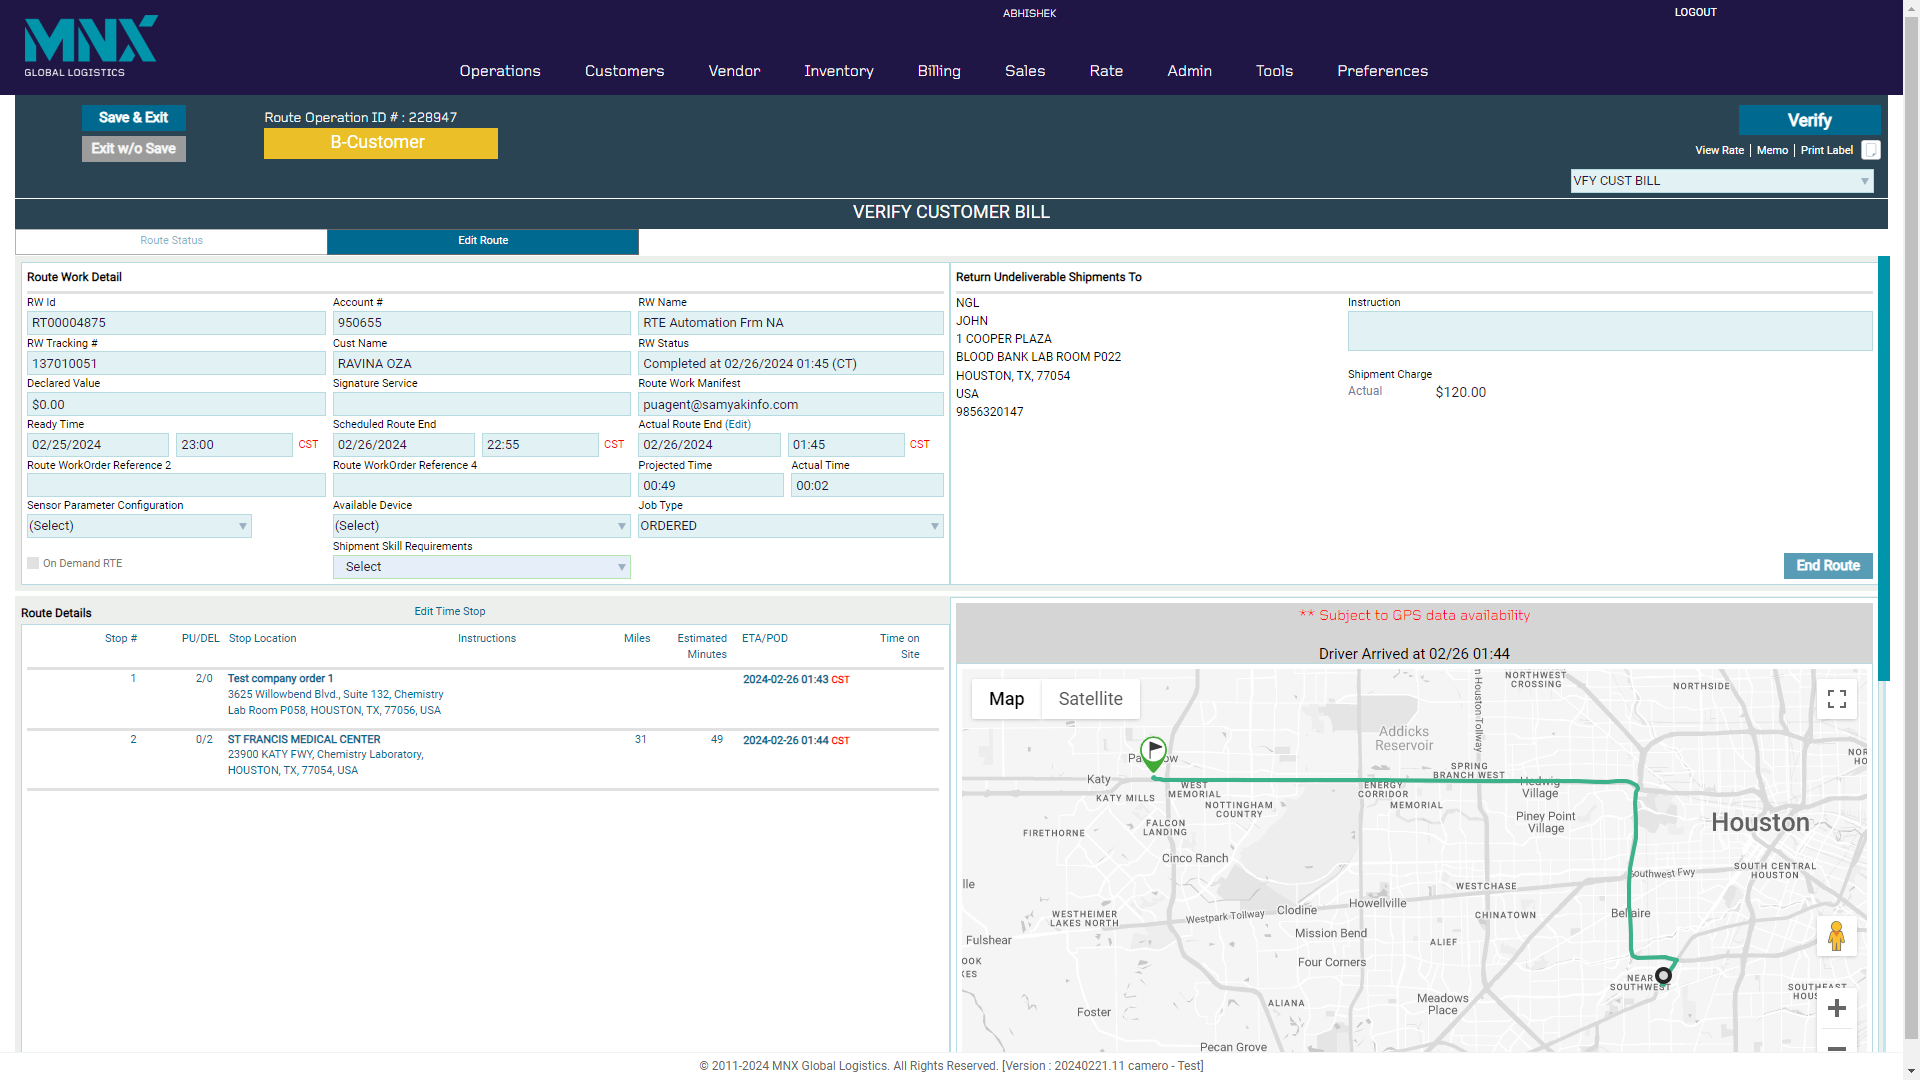 MNX
GLOBAL LOGISTICS
ABHISHEK
LOGOUT
Operations Customers Vendor Inventory Billing Sales Rate Admin Tools Preferences
Save & Exit
Exit w/o Save
Route Operation ID # : 228947
B-Customer
Verify
View Rate | Memo | Print Label
VFY CUST BILL
VERIFY CUSTOMER BILL
Route Status
Edit Route
Route Work Detail
RW Id Account # RW Name
RT00004875 950655 RTE Automation Frm NA
RW Tracking # Cust Name RW Status
137010051 RAVINA OZA Completed at 02/26/2024 01:45 (CT)
Declared Value Signature Service Route Work Manifest
$0.00 puagent@samyakinfo.com
Ready Time Scheduled Route End Actual Route End (Edit)
02/25/2024 23:00 CST 02/26/2024 22:55 CST 02/26/2024 01:45 CST
Route WorkOrder Reference 2 Route WorkOrder Reference 4 Projected Time Actual Time
00:49 00:02
Sensor Parameter Configuration Available Device Job Type
(Select) (Select) ORDERED
Shipment Skill Requirements
On Demand RTE
Select
Return Undeliverable Shipments To
NGL
JOHN
1 COOPER PLAZA
BLOOD BANK LAB ROOM P022
HOUSTON, TX, 77054
USA
9856320147
Instruction
Shipment Charge
Actual $120.00
End Route
Route Details
Edit Time Stop
Stop # PU/DEL Stop Location Instructions Miles Estimated Minutes ETA/POD Time on Site
1 2/0 Test company order 1 2024-02-26 01:43 CST
3625 Willowbend Blvd., Suite 132, Chemistry
Lab Room P058, HOUSTON, TX, 77056, USA
2 0/2 ST FRANCIS MEDICAL CENTER 31 49 2024-02-26 01:44 CST
23900 KATY FWY, Chemistry Laboratory,
HOUSTON, TX, 77054, USA
** Subject to GPS data availability
Driver Arrived at 02/26 01:44
Map Satellite
n Houston Tollway
NORTHWEST
CROSSING
NORTHSIDE
Addicks
Reservoir
Katy
KATY MILLS
WEST
MEMORIAL
NOTTINGHAM
COUNTRY
SPRING
BRANCH WEST
ENERGY
CORRIDOR
MEMORIAL
Hedwig
Village
Piney Point
Village
Houston
FIRETHORNE
FALCON
LANDING
Cinco Ranch
SOUTH CENTRAL
HOUSTON
Southwest Fwy
WESTCHASE
lle
WESTHEIMER
LAKES NORTH
Westpark Tollway
Clodine
Howellville
CHINATOWN
Bellaire
Fulshear
Mission Bend
ALIEF
OOK
KES
Four Corners
NEAR
SOUTHWEST
SOUTHEAST
HOUS
Foster
ALIANA
Meadows
Place
Pecan Grove
NOR
HO
© 2011-2024 MNX Global Logistics. All Rights Reserved. [Version : 20240221.11 camero - Test]